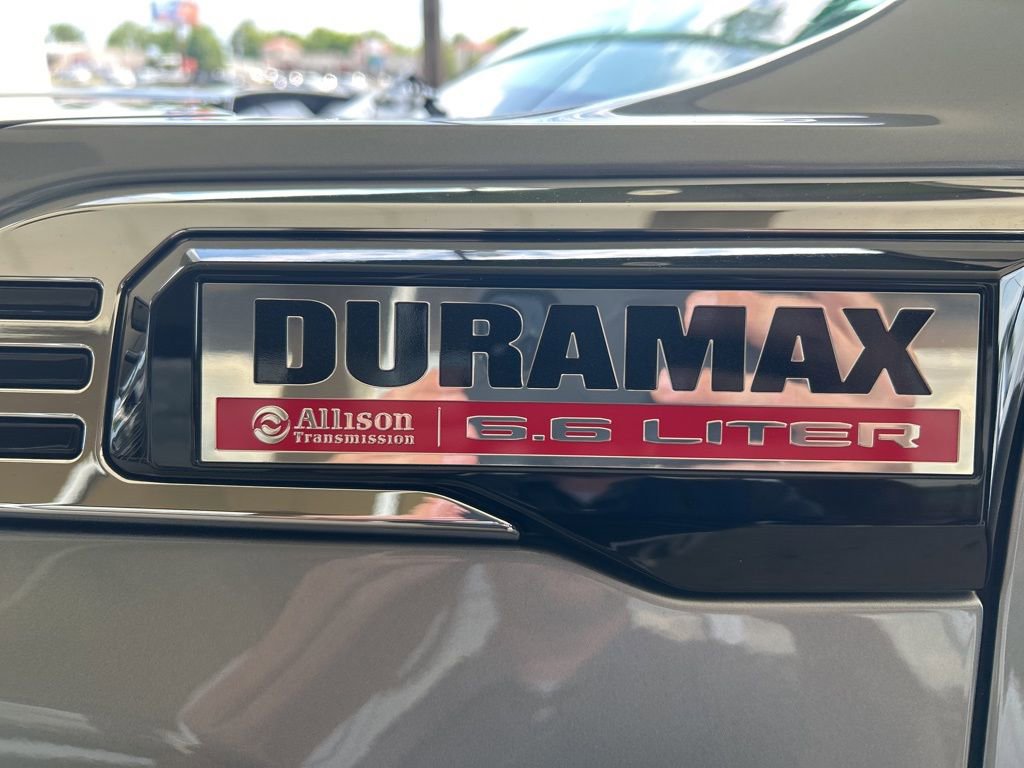 DURAMAX
Allison
Transmission
6.6 LITER